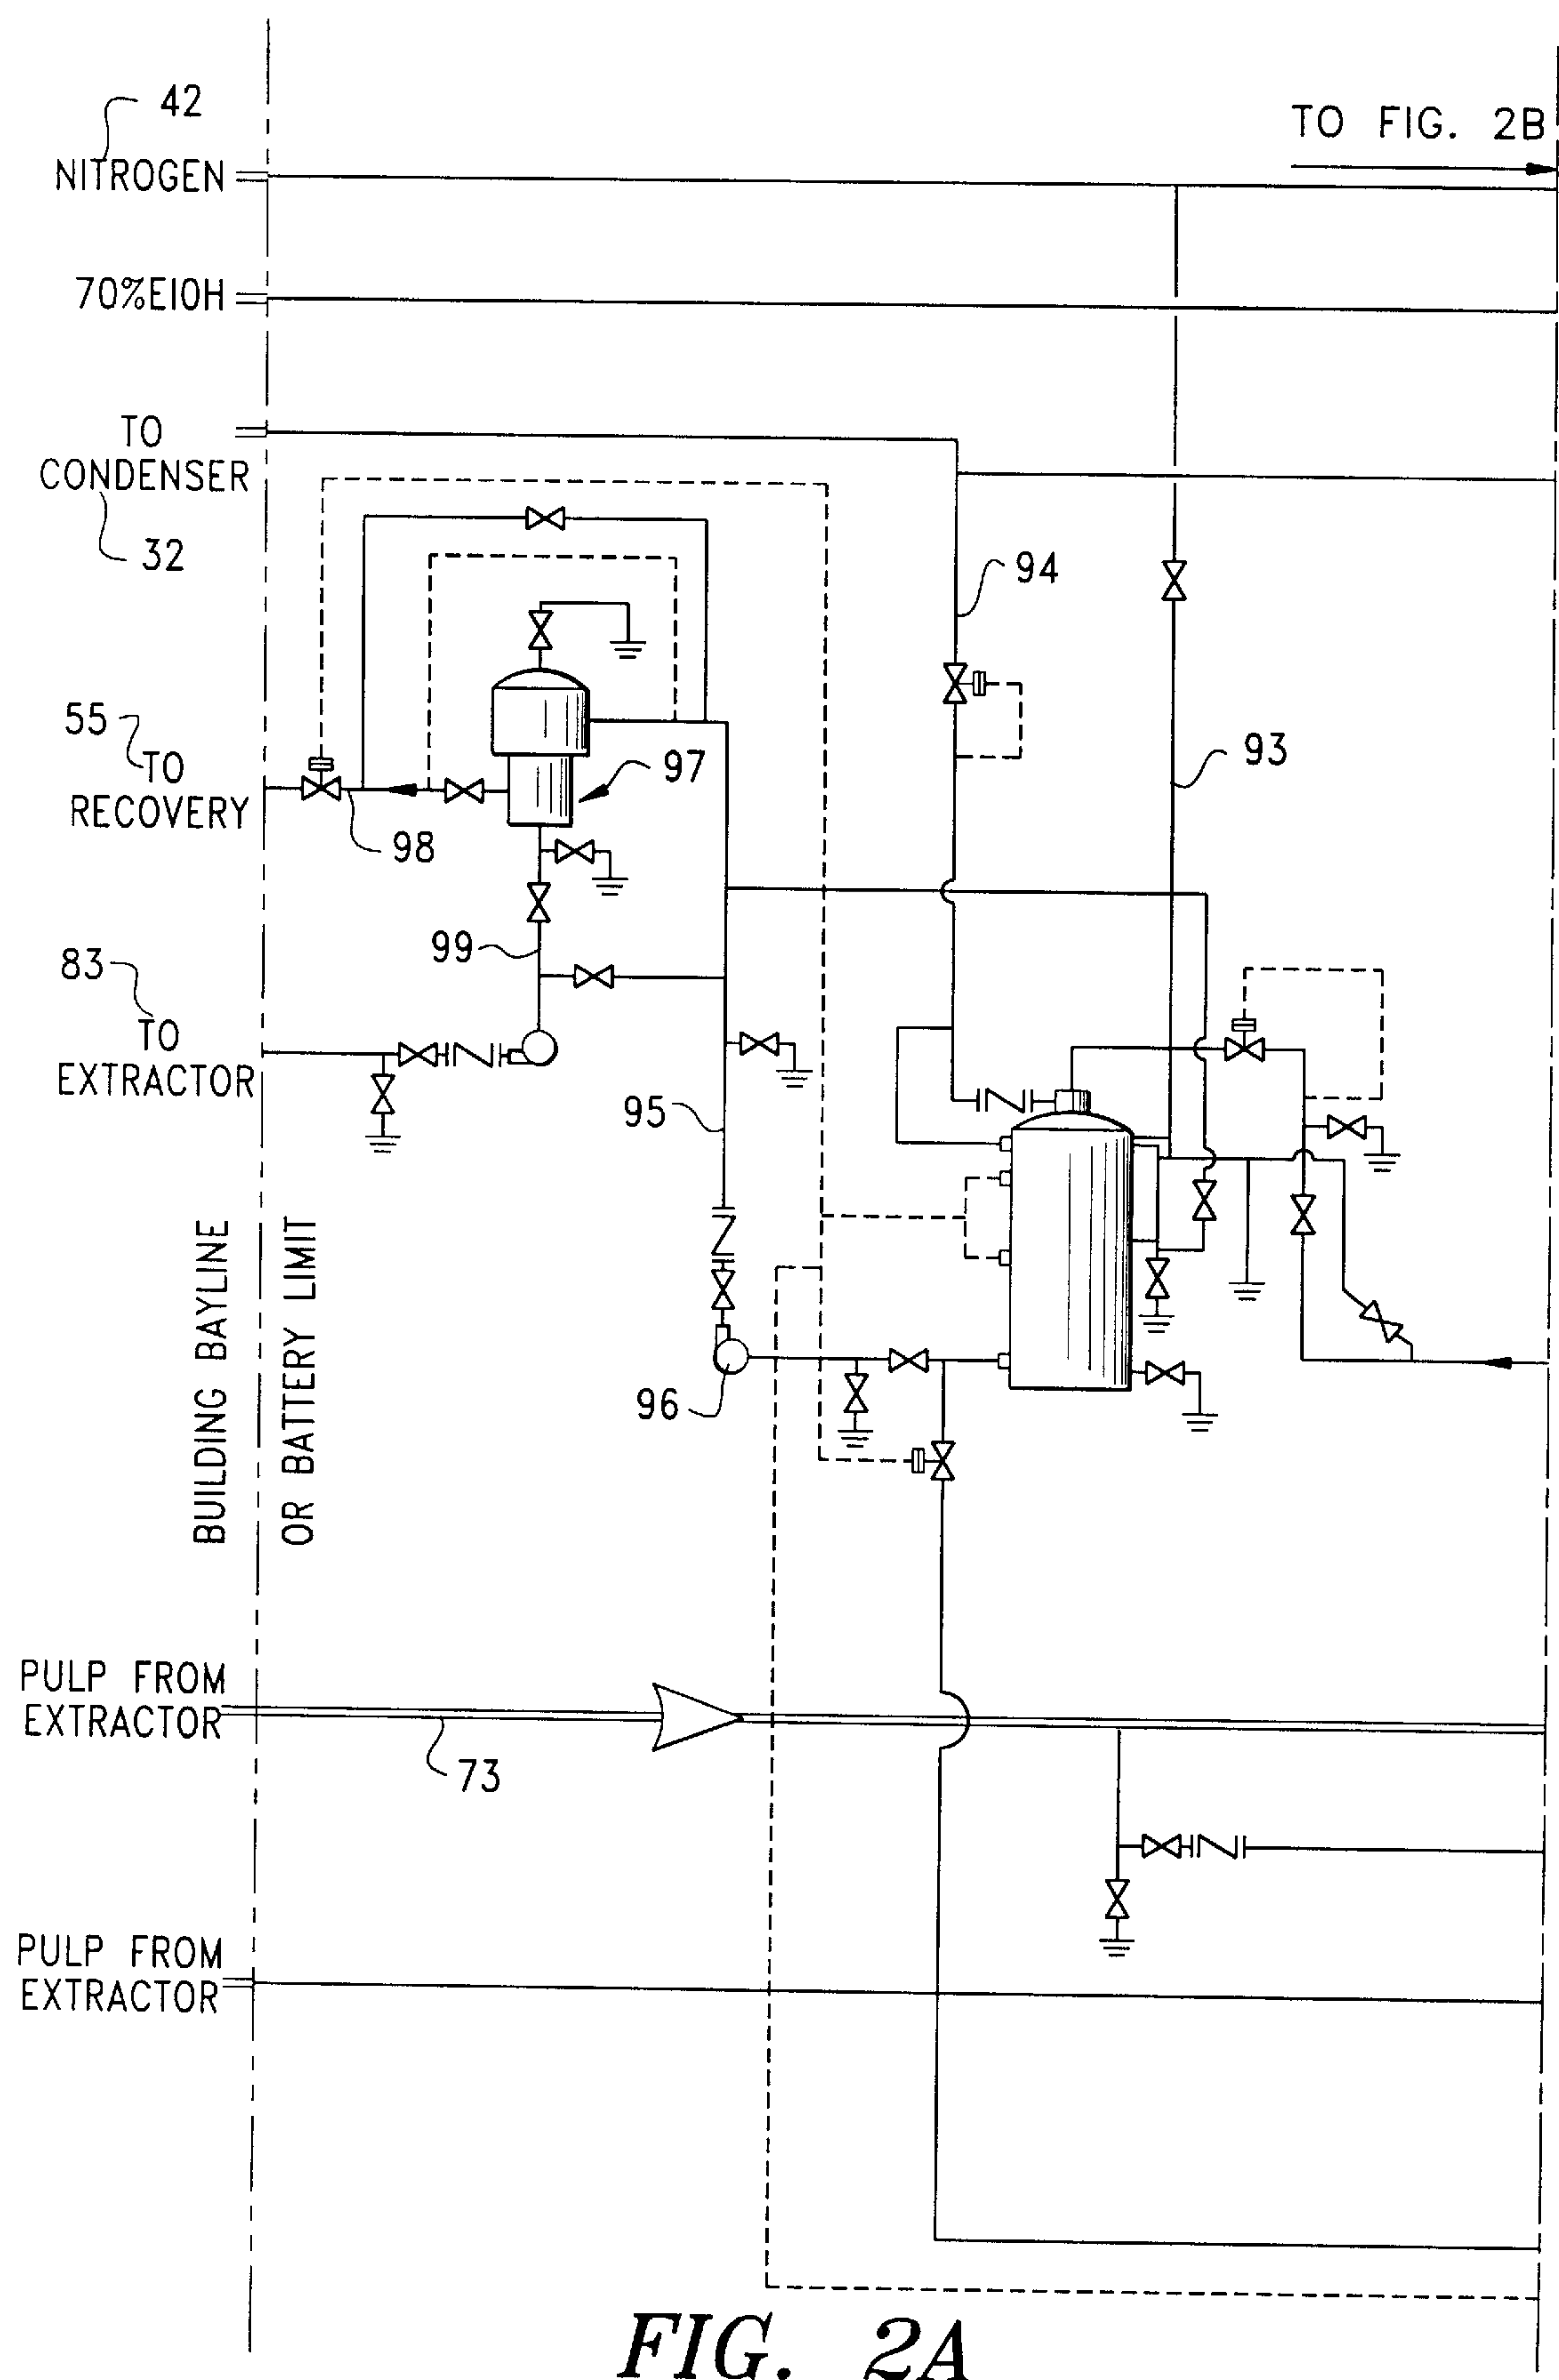 42
TO FIG. 2B
NITROGEN
70%EIOH
TO
CONDENSER
32
94
55
TO
RECOVERY
97
93
98
99
83
TO
EXTRACTOR
95
BUILDING BAYLINE
OR BATTERY LIMIT
96
PULP FROM
EXTRACTOR
73
PULP FROM
EXTRACTOR
FIG. 2A